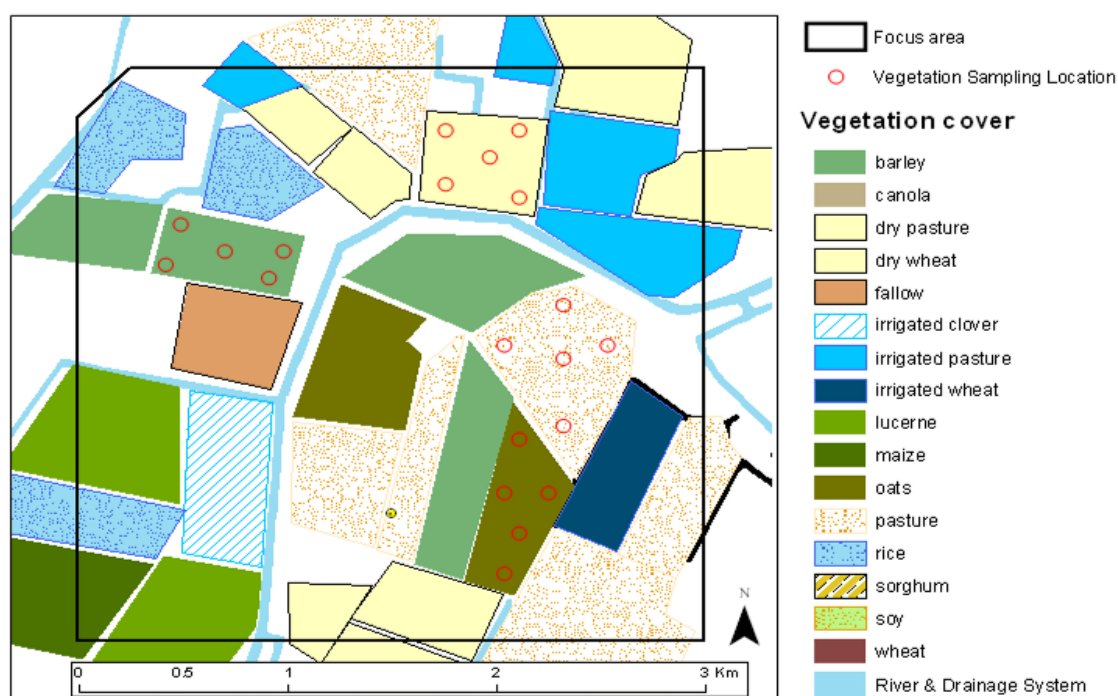 Focus area
Vegetation Sampling Location
Vegetation cover
barley
canola
dry pasture
dry wheat
fallow
irrigated clover
irrigated pasture
irrigated wheat
lucerne
maize
oats
pasture
rice
sorghum
soy
wheat
River & Drainage System
N
0 0.5 1 2 3 Km